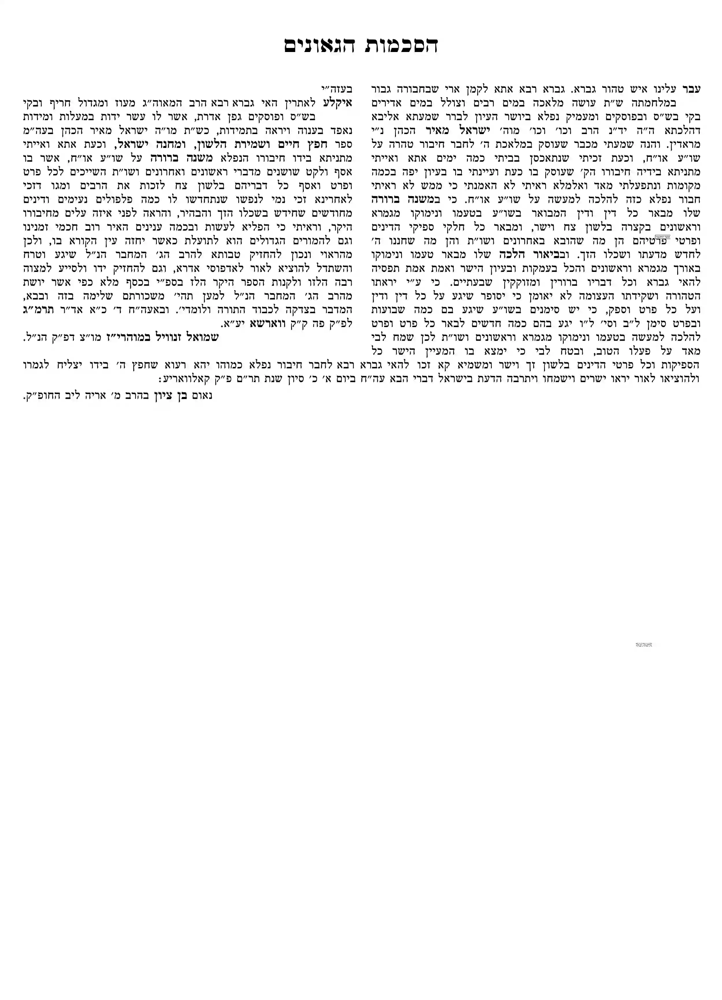 הסכמות הגאונים
עבר עלינו איש טהור גברא. גברא רבא אתא לקמן ארי שבחבורה גבור
במלחמתה ש״ת עושה מלאכה במים רבים וצולל במים אדירים
בקי בש״ס ובפוסקים ומעמיק נפלא ביושר העיון לברר שמעתא אליבא
דהלכתא ה״ה יד״נ הרב וכו׳ וכו׳ מוה׳ ישראל מאיר הכהן נ״י
מראדין. והנה שמעתי מכבר שעוסק במלאכת ה׳ לחבר חיבור טהרה על
שו״ע או״ח, וכעת זכיתי שנתאכסן בביתי כמה ימים אתא ואייתי
מתניתא בידיה חיבורו הק׳ שעוסק בו כעת ועיינתי בו בעיון יפה בכמה
מקומות ונתפעלתי מאד ואלמלא ראיתי לא האמנתי כי ממש לא ראיתי
חבור נפלא כזה להלכה למעשה על שו״ע או״ח. כי במשנה ברורה
שלו מבאר כל דין ודין המבואר בשו״ע בטעמו ונימוקו מגמרא
וראשונים בקצרה בלשון צח וישר, ומבאר כל חלקי ספיקי הדינים
ופרטי פרטיהם הן מה שהובא באחרונים ושו״ת והן מה שחננו ה׳
לחדש מדעתו ושכלו הזך. ובביאור הלכה שלו מבאר טעמו ונימוקו
באורך מגמרא וראשונים והכל בעמקות ובעיון הישר ואמת אמת תפסיה
להאי גברא וכל דבריו ברורין ומזוקקין שבעתיים. כי ע״י יראתו
הטהורה ושקידתו העצומה לא יאומן כי יסופר שיגע על כל דין ודין
ועל כל פרט וספק, כי יש סימנים בשו״ע שיגע בם כמה שבועות
ובפרט סימן ל״ב וסי׳ ל״ו יגע בהם כמה חדשים לבאר כל פרט ופרט
להלכה למעשה בטעמו ונימוקו מגמרא וראשונים ושו״ת לכן שמח לבי
מאד על פעלו הטוב, ובטח לבי כי ימצא בו המעיין הישר כל
הספיקות וכל פרטי הדינים בלשון זך וישר ומשמיא קא זכו להאי גברא רבא לחבר חיבור נפלא כמוהו יהא רעוא שחפץ ה׳ בידו יצליח לגמרו
ולהוציאו לאור יראו ישרים וישמחו ויתרבה הדעת בישראל דברי הבא עה״ח ביום א׳ כ׳ סיון שנת תר״ם פ״ק קאלוואריע:
נאום בן ציון בהרב מ׳ אריה ליב החופ״ק.
בעזה״י
איקלע לאתרין האי גברא רבא הרב המאוה״ג מעוז ומגדול חריף ובקי
בש״ס ופוסקים גפן אדרת, אשר לו עשר ידות במעלות ומידות
נאפד בענוה ויראה בתמידות, כש״ת מו״ה ישראל מאיר הכהן בעה״מ
ספר חפץ חיים ושמירת הלשון, ומחנה ישראל, וכעת אתא ואייתי
מתניתא בידו חיבורו הנפלא משנה ברורה על שו״ע או״ח, אשר בו
אסף ולקט שושנים מדברי ראשונים ואחרונים ושו״ת השייכים לכל פרט
ופרט ואסף כל דבריהם בלשון צח לזכות את הרבים ומגו דזכי
לאחרינא זכי נמי לנפשו שנתחדשו לו כמה פלפולים נעימים ודינים
מחודשים שחידש בשכלו הזך והבהיר, והראה לפני איזה עלים מחיבורו
היקר, וראיתי כי הפליא לעשות ובכמה ענינים האיר רוב חכמי זמנינו
וגם להמורים הגדולים הוא לתועלת כאשר יחזה עין הקורא בו, ולכן
מהראוי ונכון להחזיק טבותא להרב הג׳ המחבר הנ״ל שיגע וטרח
והשתדל להוציא לאור לאדפוסי אדרא, וגם להחזיק ידו ולסייע למצוה
רבה הלזו ולקנות הספר היקר הלז בספ״י בכסף מלא כפי אשר יושת
מהרב הג׳ המחבר הנ״ל למען תהי׳ משכורתם שלימה בזה ובבא,
המדבר בצדקה לכבוד התורה ולומדי׳. ובאעה״ח ד׳ כ״א אד״ר תרמ״ג
לפ״ק פה ק״ק ווארשא יע״א.
שמואל זנוויל במוהרי״ז מו״צ דפ״ק הנ״ל.